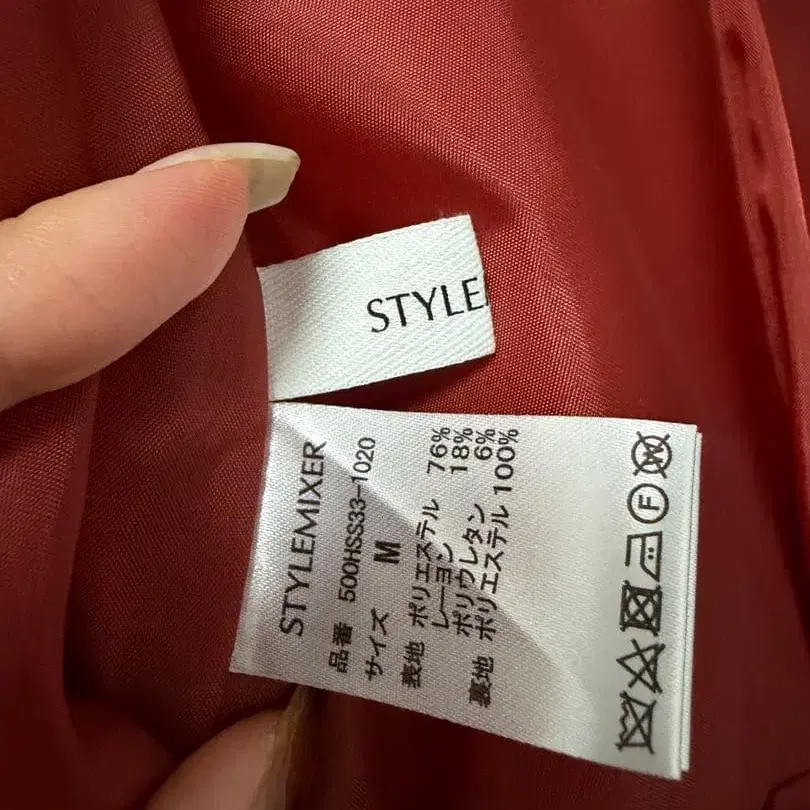 STYLE
STYLEMIXER
品番 500HSS33-1020
サイズ M
表地 ポリエステル 76%
レーヨン 18%
ポリウレタン 6%
裏地 ポリエステル 100%
W
F